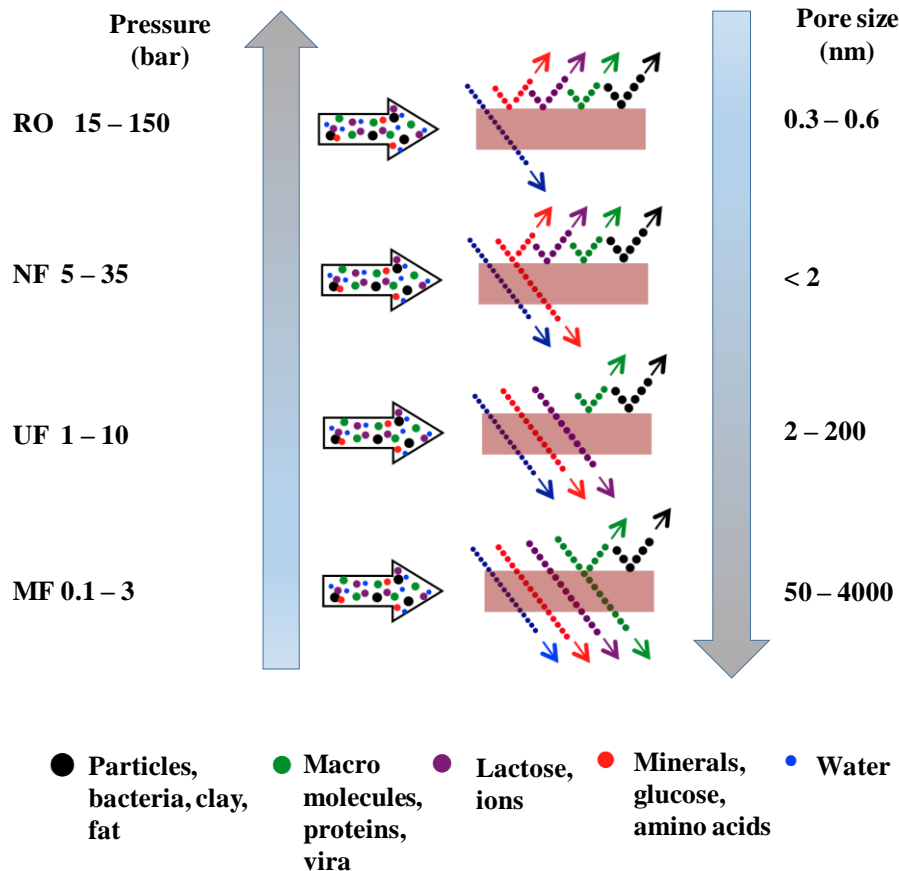 Pressure
(bar)
Pore size
(nm)
RO 15 – 150
0.3 – 0.6
NF 5 – 35
< 2
UF 1 – 10
2 – 200
MF 0.1 – 3
50 – 4000
Particles,
bacteria, clay,
fat
Macro
molecules,
proteins,
vira
Lactose,
ions
Minerals,
glucose,
amino acids
Water